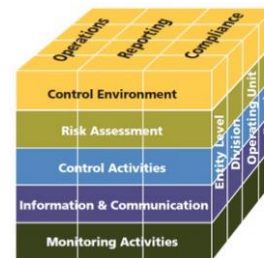 Operations
Reporting
Compliance
Control Environment
Risk Assessment
Control Activities
Information & Communication
Monitoring Activities
Entity Level
Division
Operating Unit